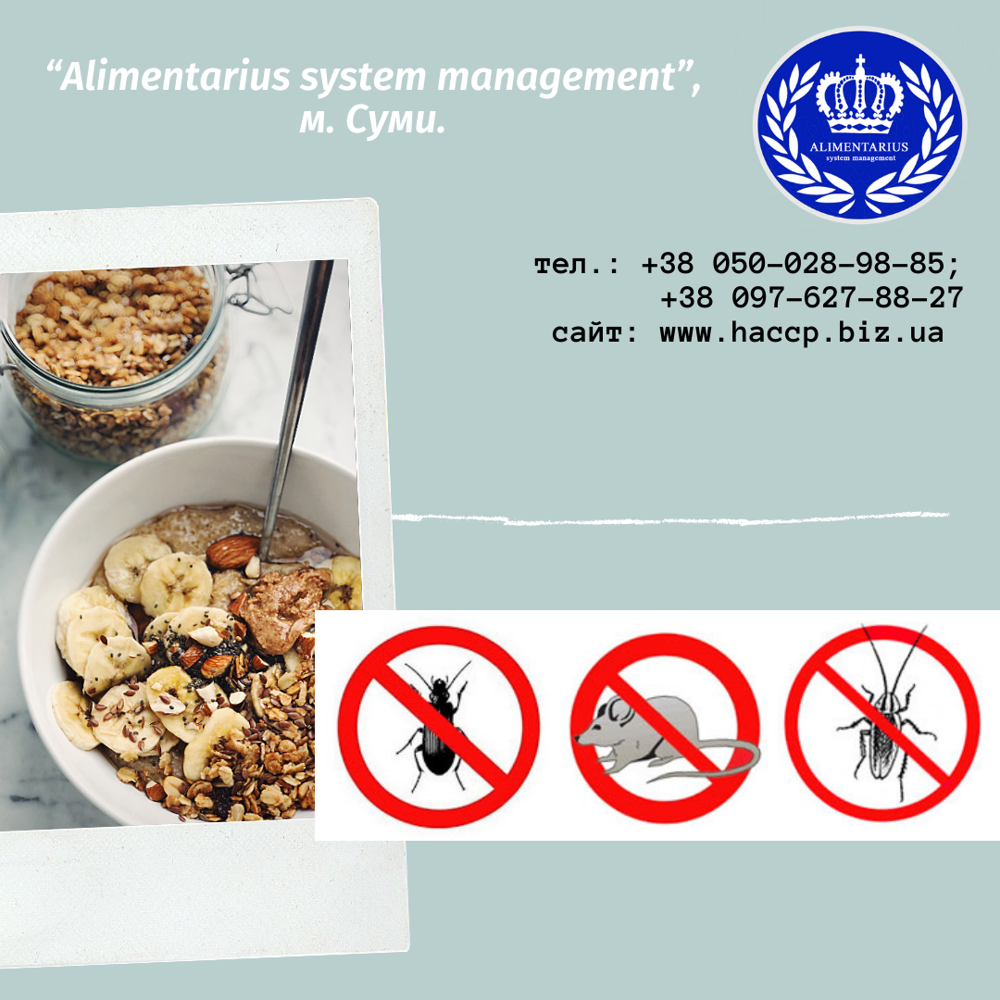 “Alimentarius system management”,
м. Суми.
ALIMENTARIUS
system management
тел.: +38 050-028-98-85;
+38 097-627-88-27
сайт: www.haccp.biz.ua